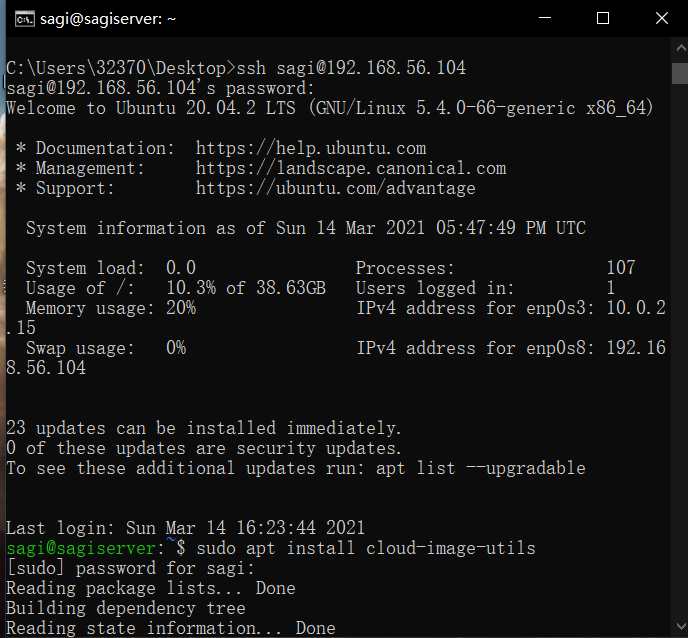 sagi@sagiserver: ~
C:\Users\32370\Desktop>ssh sagi@192.168.56.104
sagi@192.168.56.104's password:
Welcome to Ubuntu 20.04.2 LTS (GNU/Linux 5.4.0-66-generic x86_64)
* Documentation:  https://help.ubuntu.com
* Management:     https://landscape.canonical.com
* Support:        https://ubuntu.com/advantage
System information as of Sun 14 Mar 2021 05:47:49 PM UTC
System load:  0.0                Processes:               107
Usage of /:   10.3% of 38.63GB   Users logged in:         1
Memory usage: 20%                IPv4 address for enp0s3: 10.0.2
.15
Swap usage:   0%                 IPv4 address for enp0s8: 192.16
8.56.104
23 updates can be installed immediately.
0 of these updates are security updates.
To see these additional updates run: apt list --upgradable
Last login: Sun Mar 14 16:23:44 2021
sagi@sagiserver:~$ sudo apt install cloud-image-utils
[sudo] password for sagi:
Reading package lists... Done
Building dependency tree
Reading state information... Done